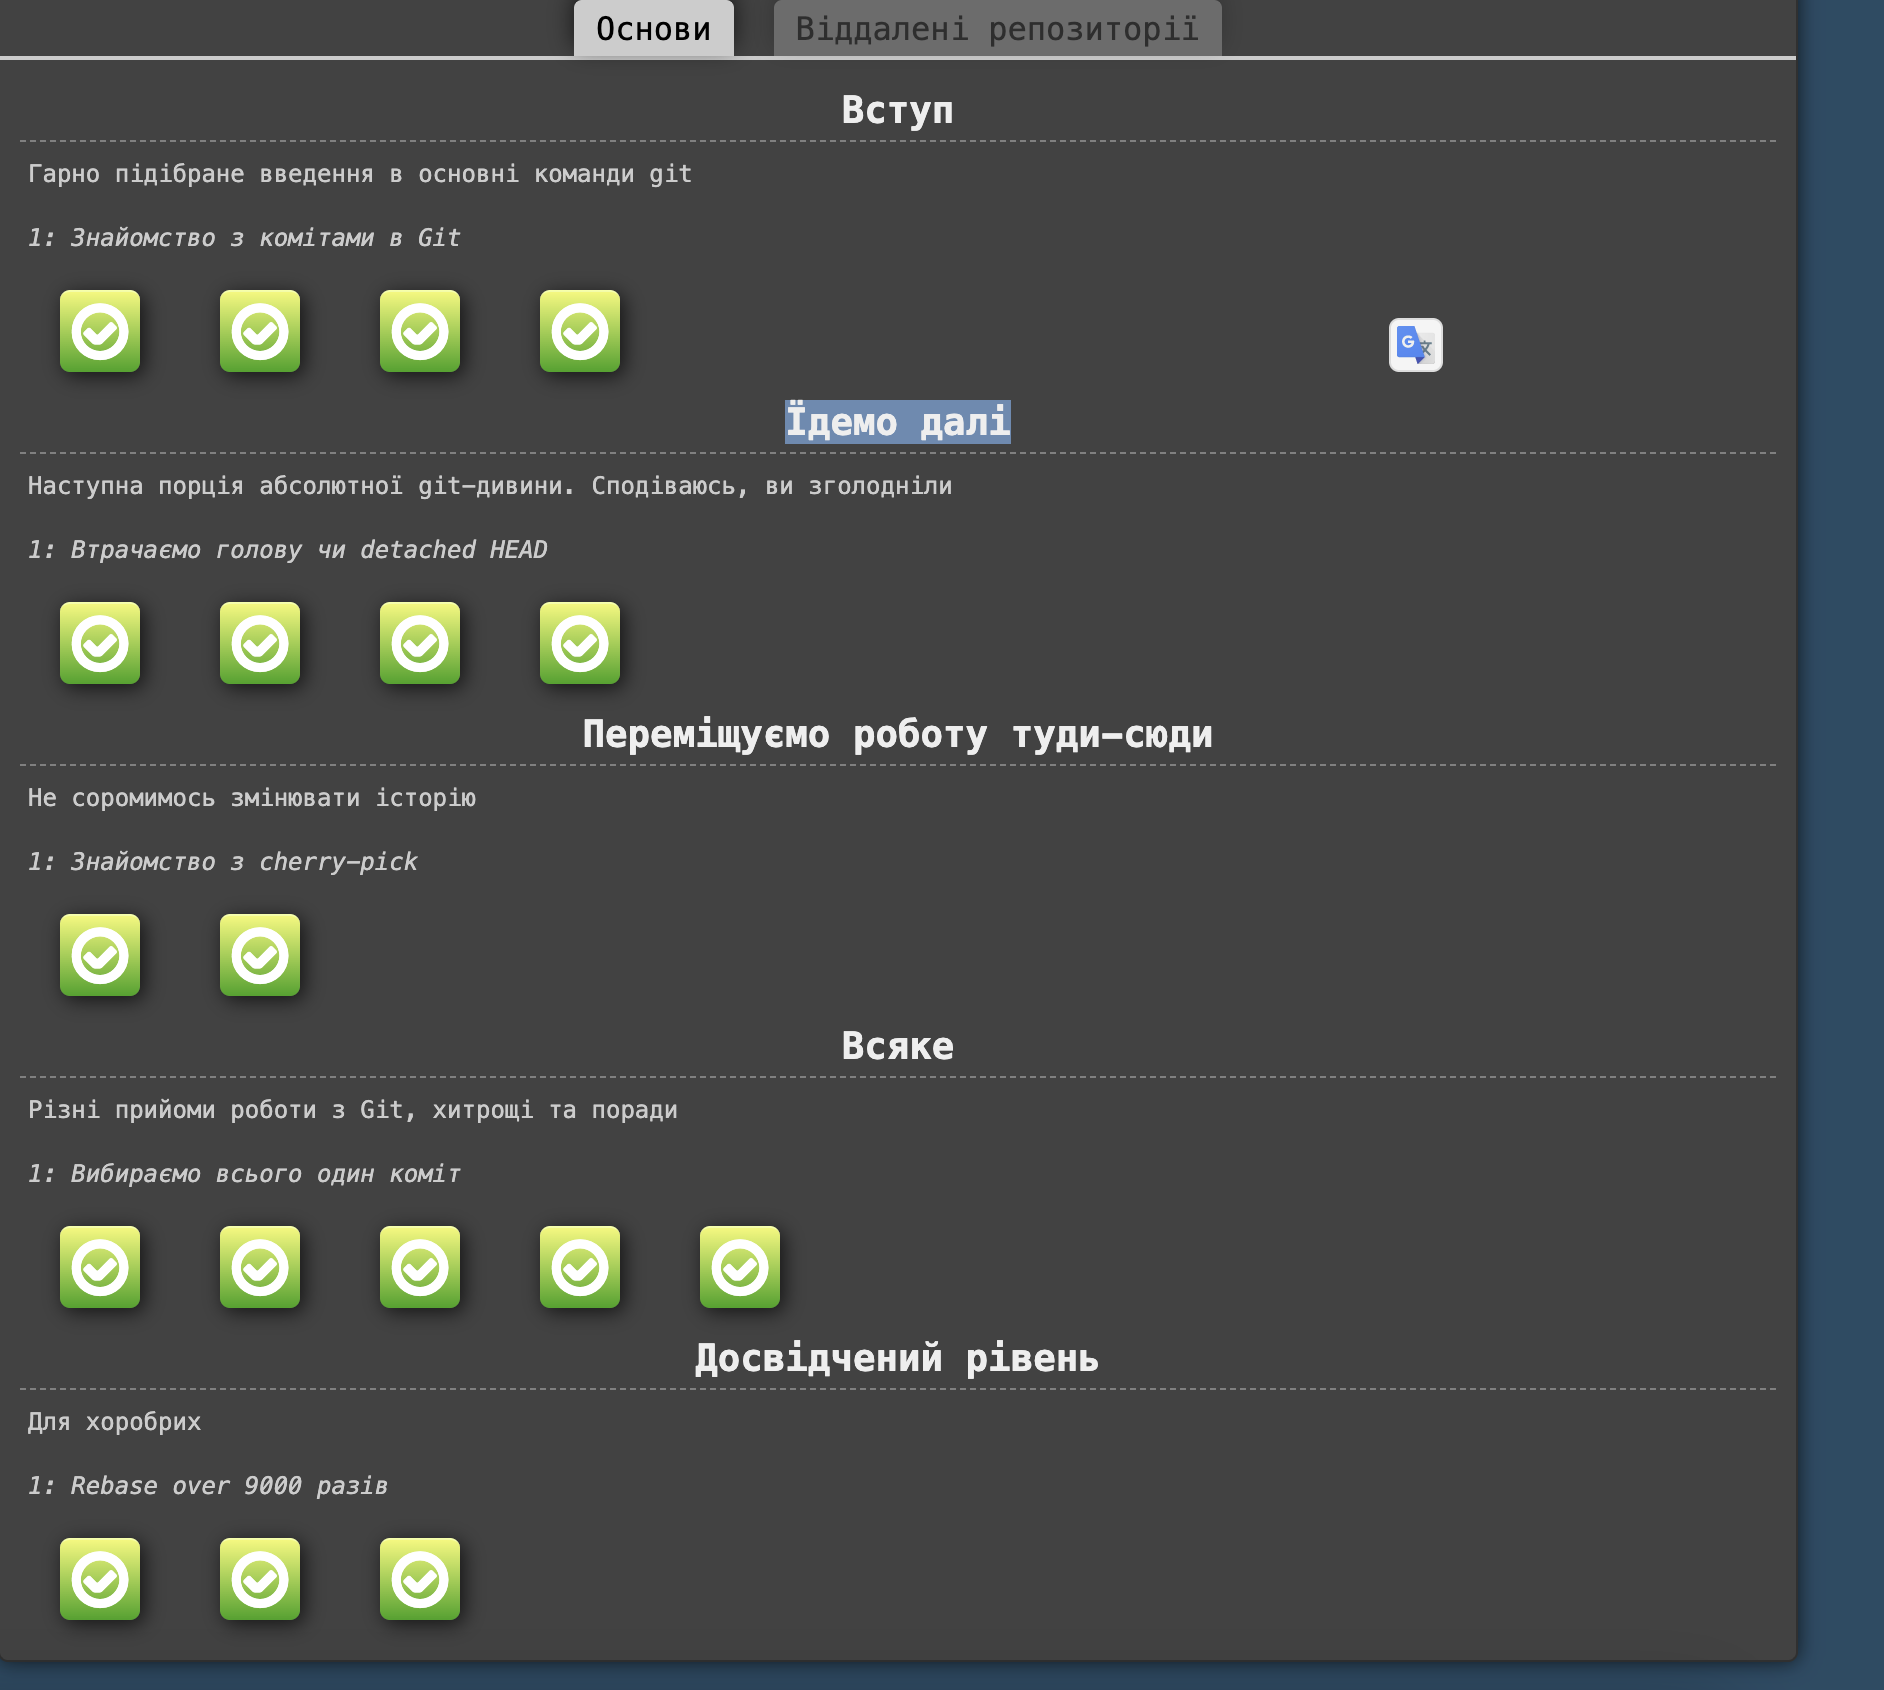 Основи
Віддалені репозиторії
Вступ
Гарно підібране введення в основні команди git
1: Знайомство з комітами в Git
Їдемо далі
Наступна порція абсолютної git-дивини. Сподіваюсь, ви зголодніли
1: Втрачаємо голову чи detached HEAD
Переміщуємо роботу туди-сюди
Не соромимось змінювати історію
1: Знайомство з cherry-pick
Всяке
Різні прийоми роботи з Git, хитрощі та поради
1: Вибираємо всього один коміт
Досвідчений рівень
Для хоробрих
1: Rebase over 9000 разів